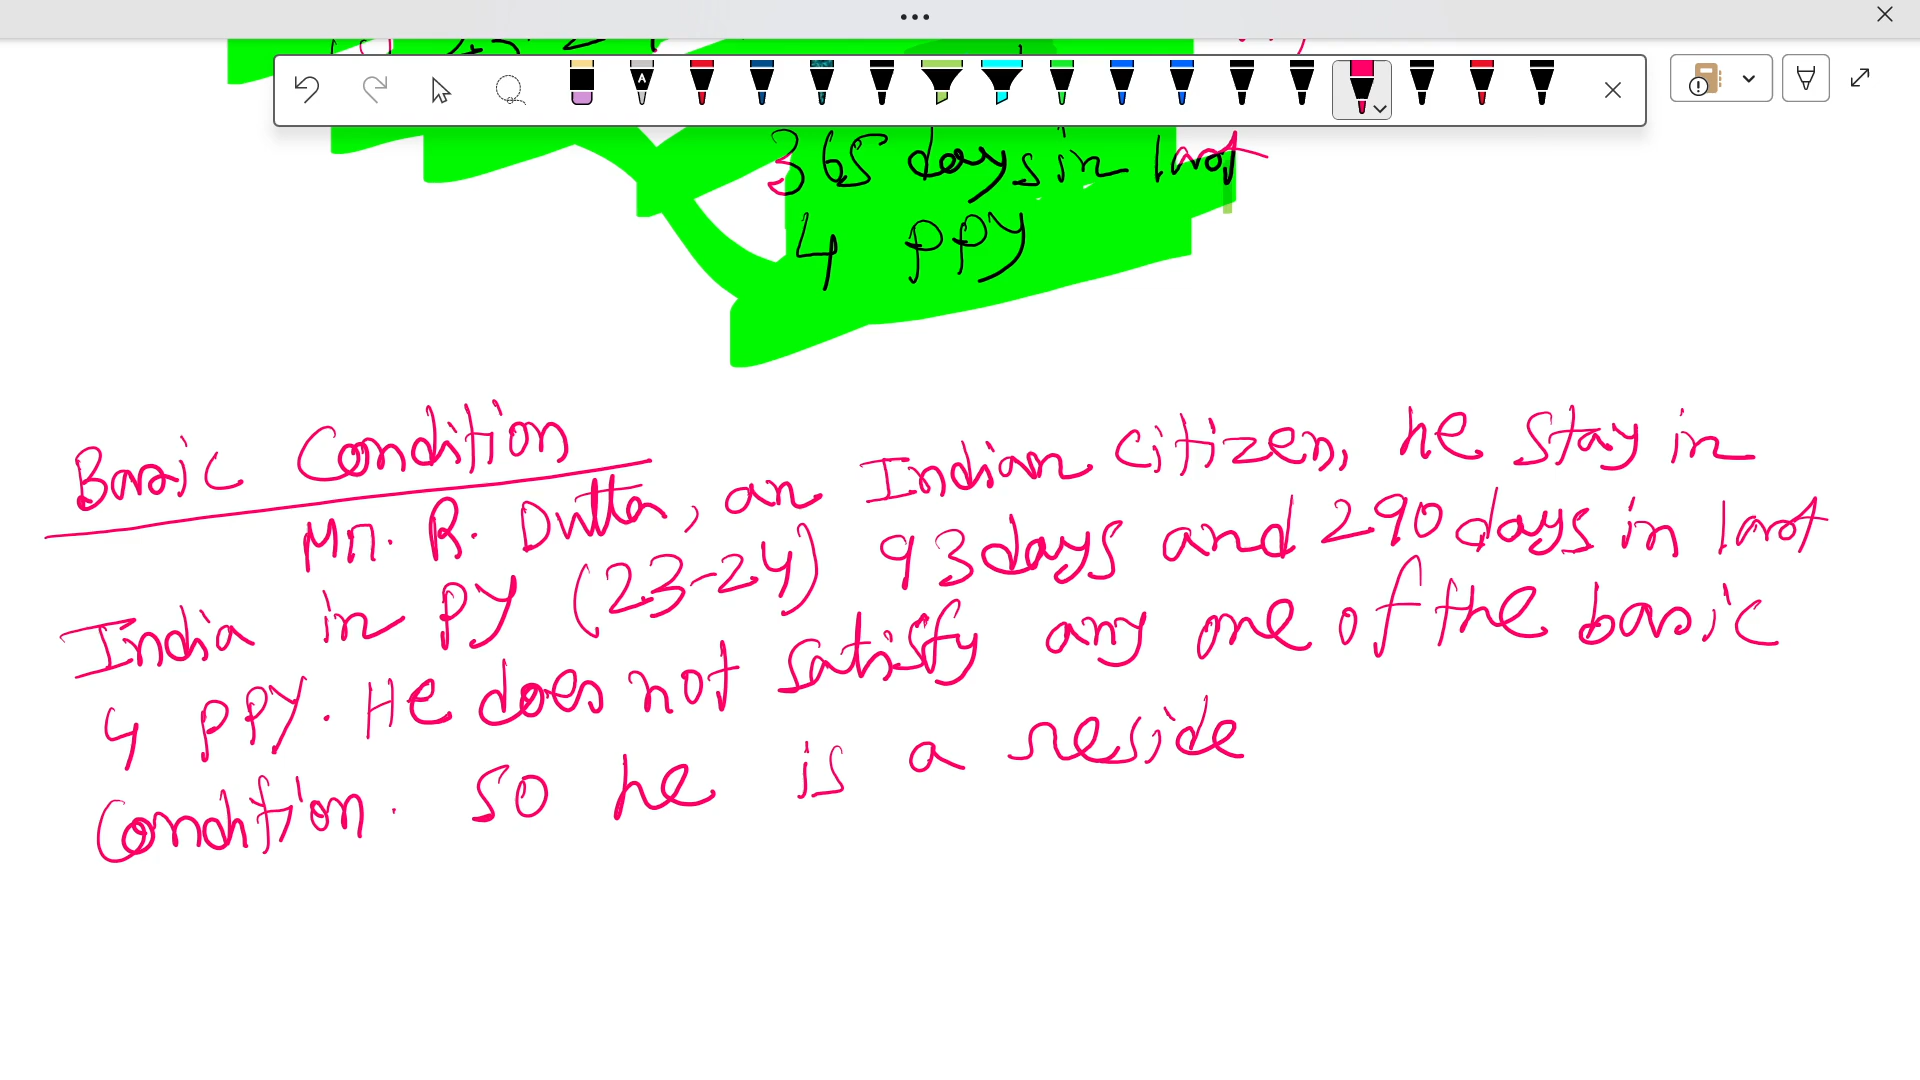 365 days in last
4 PPY
Basic Condition
Mr. R. Dutta, an Indian citizen, he stay in
India in PY (23-24) 93 days and 290 days in last
4 PPY. He does not satisfy any one of the basic
Condition. So he is a reside